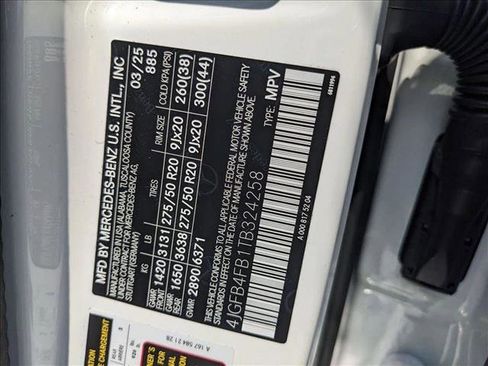 MFD BY MERCEDES-BENZ U.S. INTL., INC
MANUFACTURED IN USA (ALABAMA, TUSCALOOSA COUNTY)
UNDER CONTRACT FOR MERCEDES-BENZ AG,
STUTTGART (GERMANY)
03/25
885
KG LB TIRES RIM SIZE COLD KPA(PSI)
GAWR FRONT 1420 3131 275/50 R20 9Jx20 260(38)
GAWR REAR 1650 3638 275/50 R20 9Jx20 300(44)
GVWR 2890 6371
THIS VEHICLE CONFORMS TO ALL APPLICABLE FEDERAL MOTOR VEHICLE SAFETY
STANDARDS IN EFFECT ON THE DATE OF MANUFACTURE SHOWN ABOVE.
4JGFB4FB1TB324258
TYPE: MPV
A 000 817 52 04
4811996
A 167 584 21 28